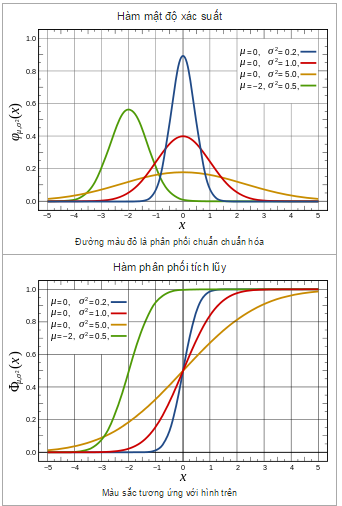 Hàm mật độ xác suất
1.0
0.8
0.6
0.4
0.2
0.0
φμ,σ²(x)
μ=0, σ²=0.2,
μ=0, σ²=1.0,
μ=0, σ²=5.0,
μ=−2, σ²=0.5,
−5 −4 −3 −2 −1 0 1 2 3 4 5
x
Đường màu đỏ là phân phối chuẩn chuẩn hóa
Hàm phân phối tích lũy
1.0
0.8
0.6
0.4
0.2
0.0
Φμ,σ²(x)
μ=0, σ²=0.2,
μ=0, σ²=1.0,
μ=0, σ²=5.0,
μ=−2, σ²=0.5,
−5 −4 −3 −2 −1 0 1 2 3 4 5
x
Màu sắc tương ứng với hình trên